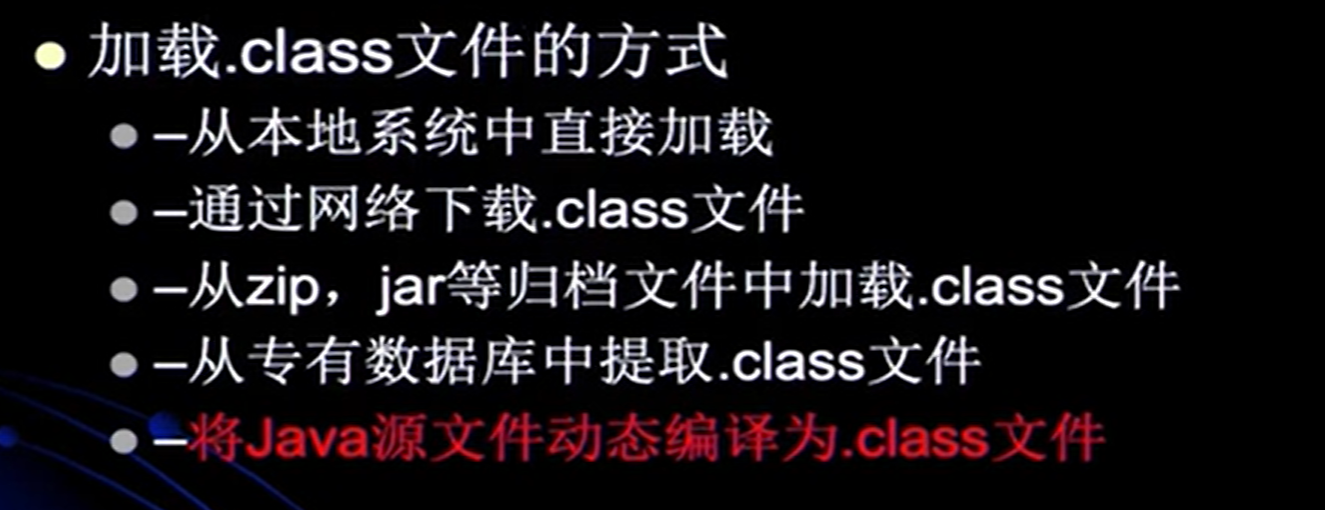 加载.class文件的方式
–从本地系统中直接加载
–通过网络下载.class文件
–从zip，jar等归档文件中加载.class文件
–从专有数据库中提取.class文件
–将Java源文件动态编译为.class文件